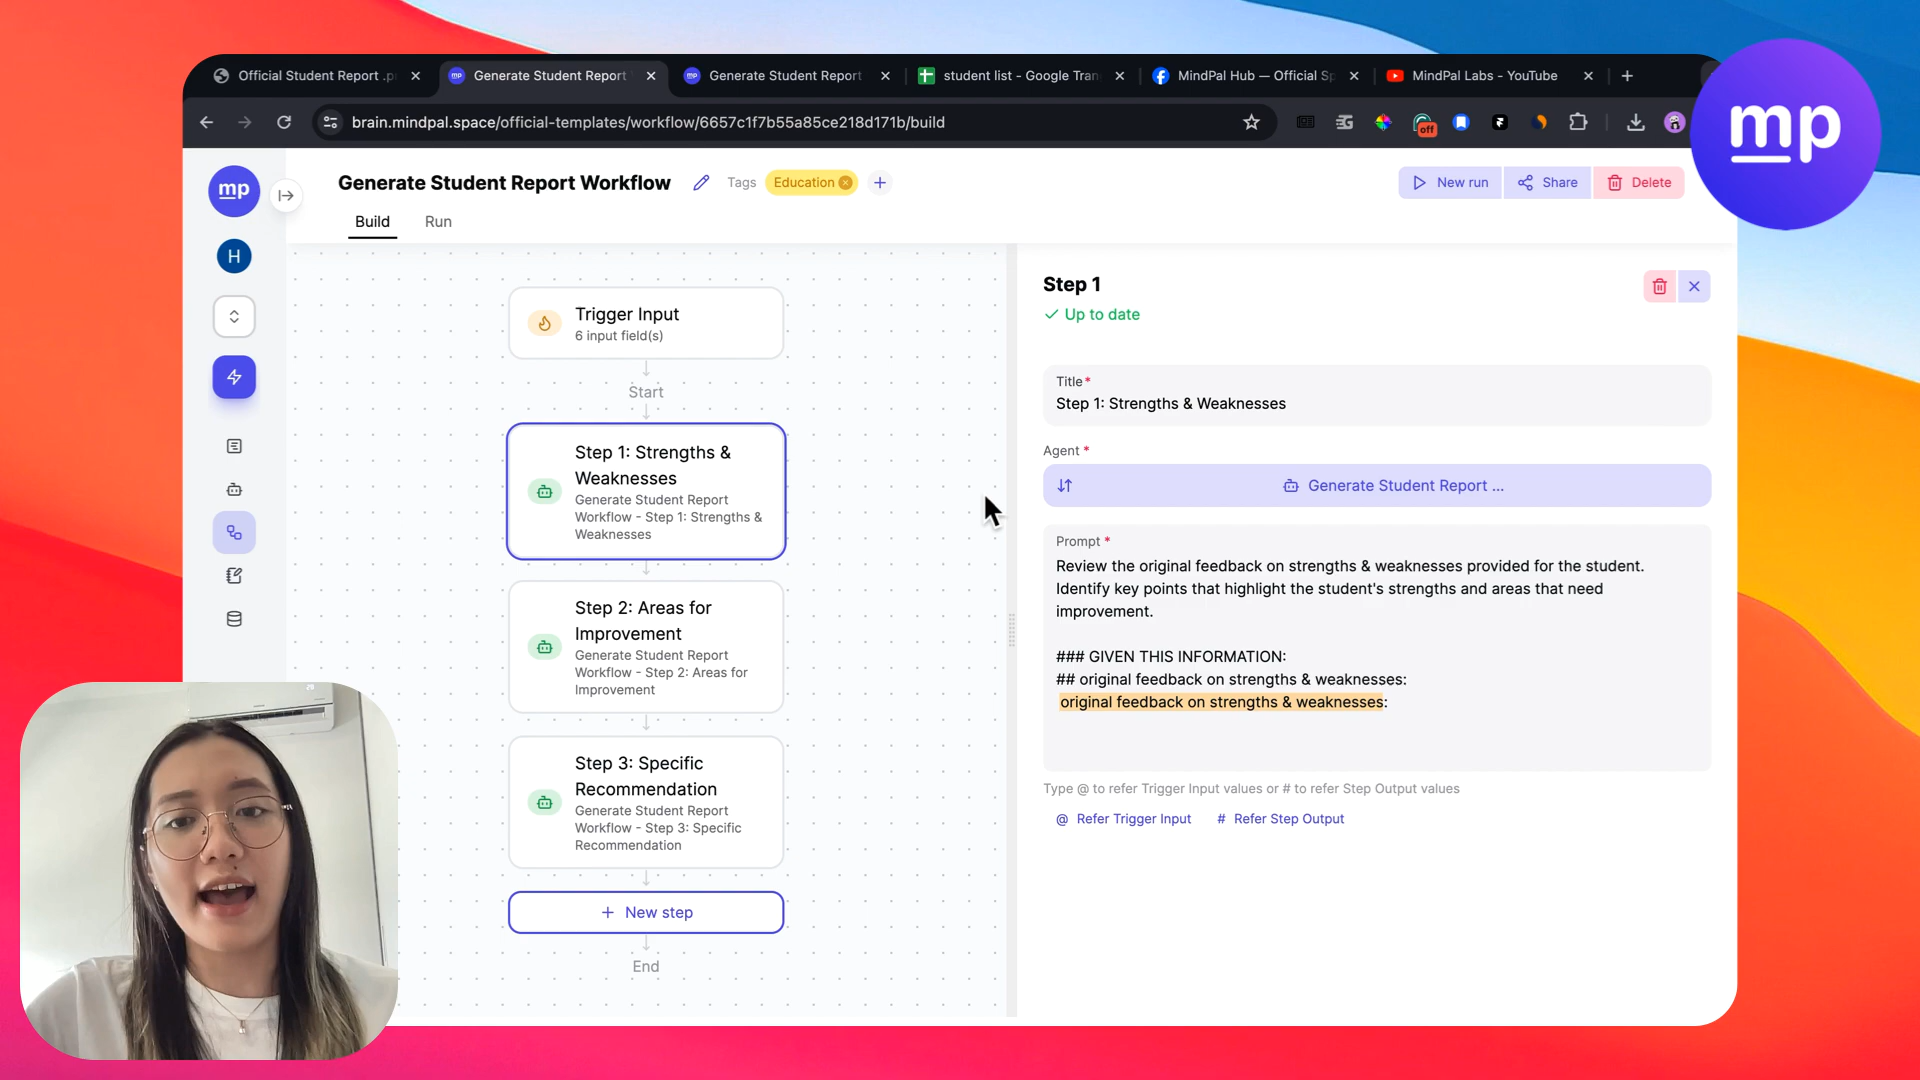 Official Student Report .p
Generate Student Report
Generate Student Report
student list - Google Tran
MindPal Hub — Official Sp
MindPal Labs - YouTube
brain.mindpal.space/official-templates/workflow/6657c1f7b55a85ce218d171b/build
off
mp
mp
H
Generate Student Report Workflow
Tags
Education
New run
Share
Delete
Build
Run
Trigger Input
6 input field(s)
Start
Step 1: Strengths &
Weaknesses
Generate Student Report
Workflow - Step 1: Strengths &
Weaknesses
Step 2: Areas for
Improvement
Generate Student Report
Workflow - Step 2: Areas for
Improvement
Step 3: Specific
Recommendation
Generate Student Report
Workflow - Step 3: Specific
Recommendation
+ New step
End
Step 1
Up to date
Title*
Step 1: Strengths & Weaknesses
Agent *
Generate Student Report ...
Prompt *
Review the original feedback on strengths & weaknesses provided for the student.
Identify key points that highlight the student's strengths and areas that need
improvement.
### GIVEN THIS INFORMATION:
## original feedback on strengths & weaknesses:
original feedback on strengths & weaknesses:
Type @ to refer Trigger Input values or # to refer Step Output values
@ Refer Trigger Input
# Refer Step Output